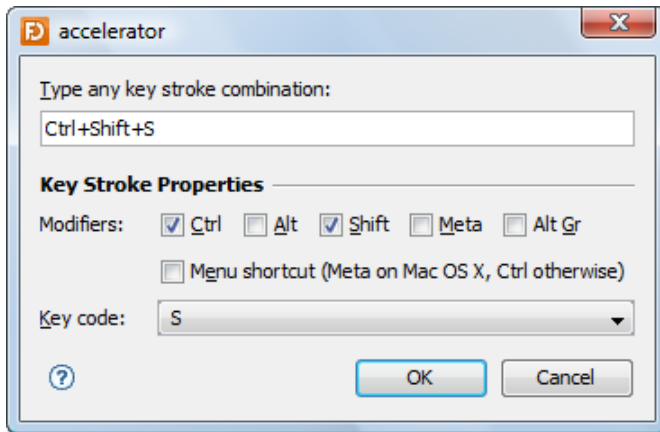 accelerator
Type any key stroke combination:
Ctrl+Shift+S
Key Stroke Properties
Modifiers: Ctrl Alt Shift Meta Alt Gr
Menu shortcut (Meta on Mac OS X, Ctrl otherwise)
Key code: S
? OK Cancel